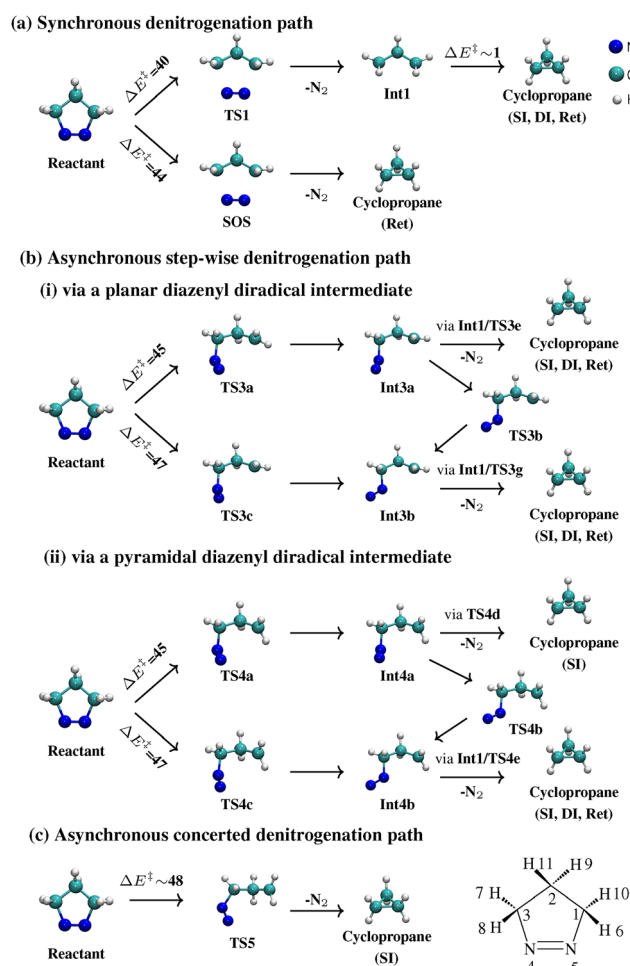 (a) Synchronous denitrogenation path
ΔE‡=40
TS1
-N₂
Int1
ΔE‡∼1
Cyclopropane
(SI, DI, Ret)
N
C
H
Reactant
ΔE‡=44
SOS
-N₂
Cyclopropane
(Ret)
(b) Asynchronous step-wise denitrogenation path
(i) via a planar diazenyl diradical intermediate
Reactant
ΔE‡=45
TS3a
Int3a
via Int1/TS3e
-N₂
Cyclopropane
(SI, DI, Ret)
TS3b
ΔE‡=47
TS3c
Int3b
via Int1/TS3g
-N₂
Cyclopropane
(SI, DI, Ret)
(ii) via a pyramidal diazenyl diradical intermediate
Reactant
ΔE‡=45
TS4a
Int4a
via TS4d
-N₂
Cyclopropane
(SI)
TS4b
ΔE‡=47
TS4c
Int4b
via Int1/TS4e
-N₂
Cyclopropane
(SI, DI, Ret)
(c) Asynchronous concerted denitrogenation path
Reactant
ΔE‡∼48
TS5
-N₂
Cyclopropane
(SI)
H H 9
11
7 H 2 H 10
8 H 3 1 H 6
N N
4 5